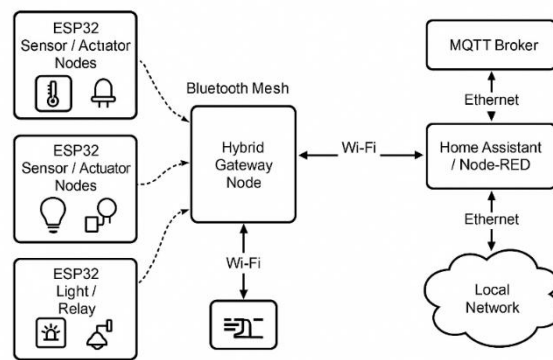 ESP32
Sensor / Actuator
Nodes
ESP32
Sensor / Actuator
Nodes
ESP32
Light /
Relay
Bluetooth Mesh
Hybrid
Gateway
Node
Wi-Fi
Wi-Fi
MQTT Broker
Ethernet
Home Assistant
/ Node-RED
Ethernet
Local
Network